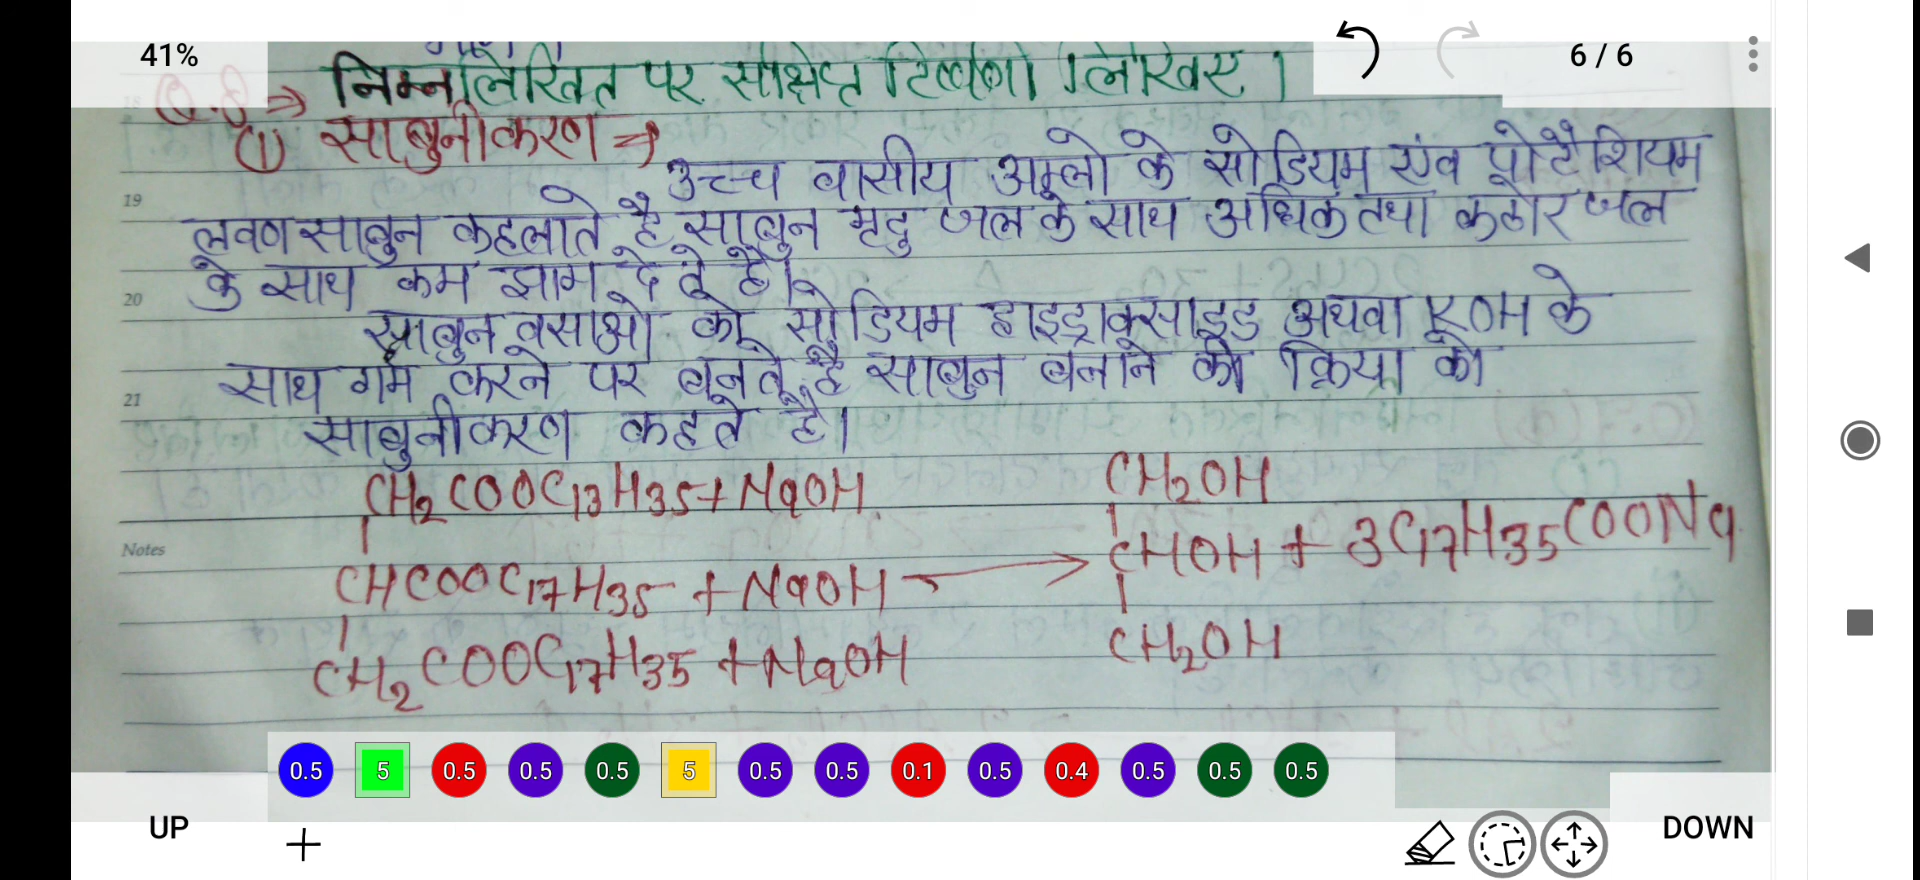 41%
6 / 6
Q.8 ⇒ निम्नलिखित पर संक्षिप्त टिप्पणी लिखिए।
(1) साबुनीकरण ⇒
उच्च वासीय अम्लो के सोडियम एंव पोटैशियम
19
लवण साबुन कहलाते है साबुन मृदु जल के साथ अधिक तथा कठोर जल
के साथ कम झाग देते है।
20
साबुन वसाओ को सोडियम हाइड्राक्साइड अथवा KOH के
साथ गर्म करने पर बनते है साबुन बनाने की क्रिया को
21
साबुनीकरण कहते है।
CH2COOC13H35+NaOH CH2OH
Notes
CHCOOC17H35 + NaOH → CHOH + 3C17H35COONa
CH2COOC17H35 + NaOH CH2OH
0.5 5 0.5 0.5 0.5 5 0.5 0.5 0.1 0.5 0.4 0.5 0.5 0.5
UP
DOWN